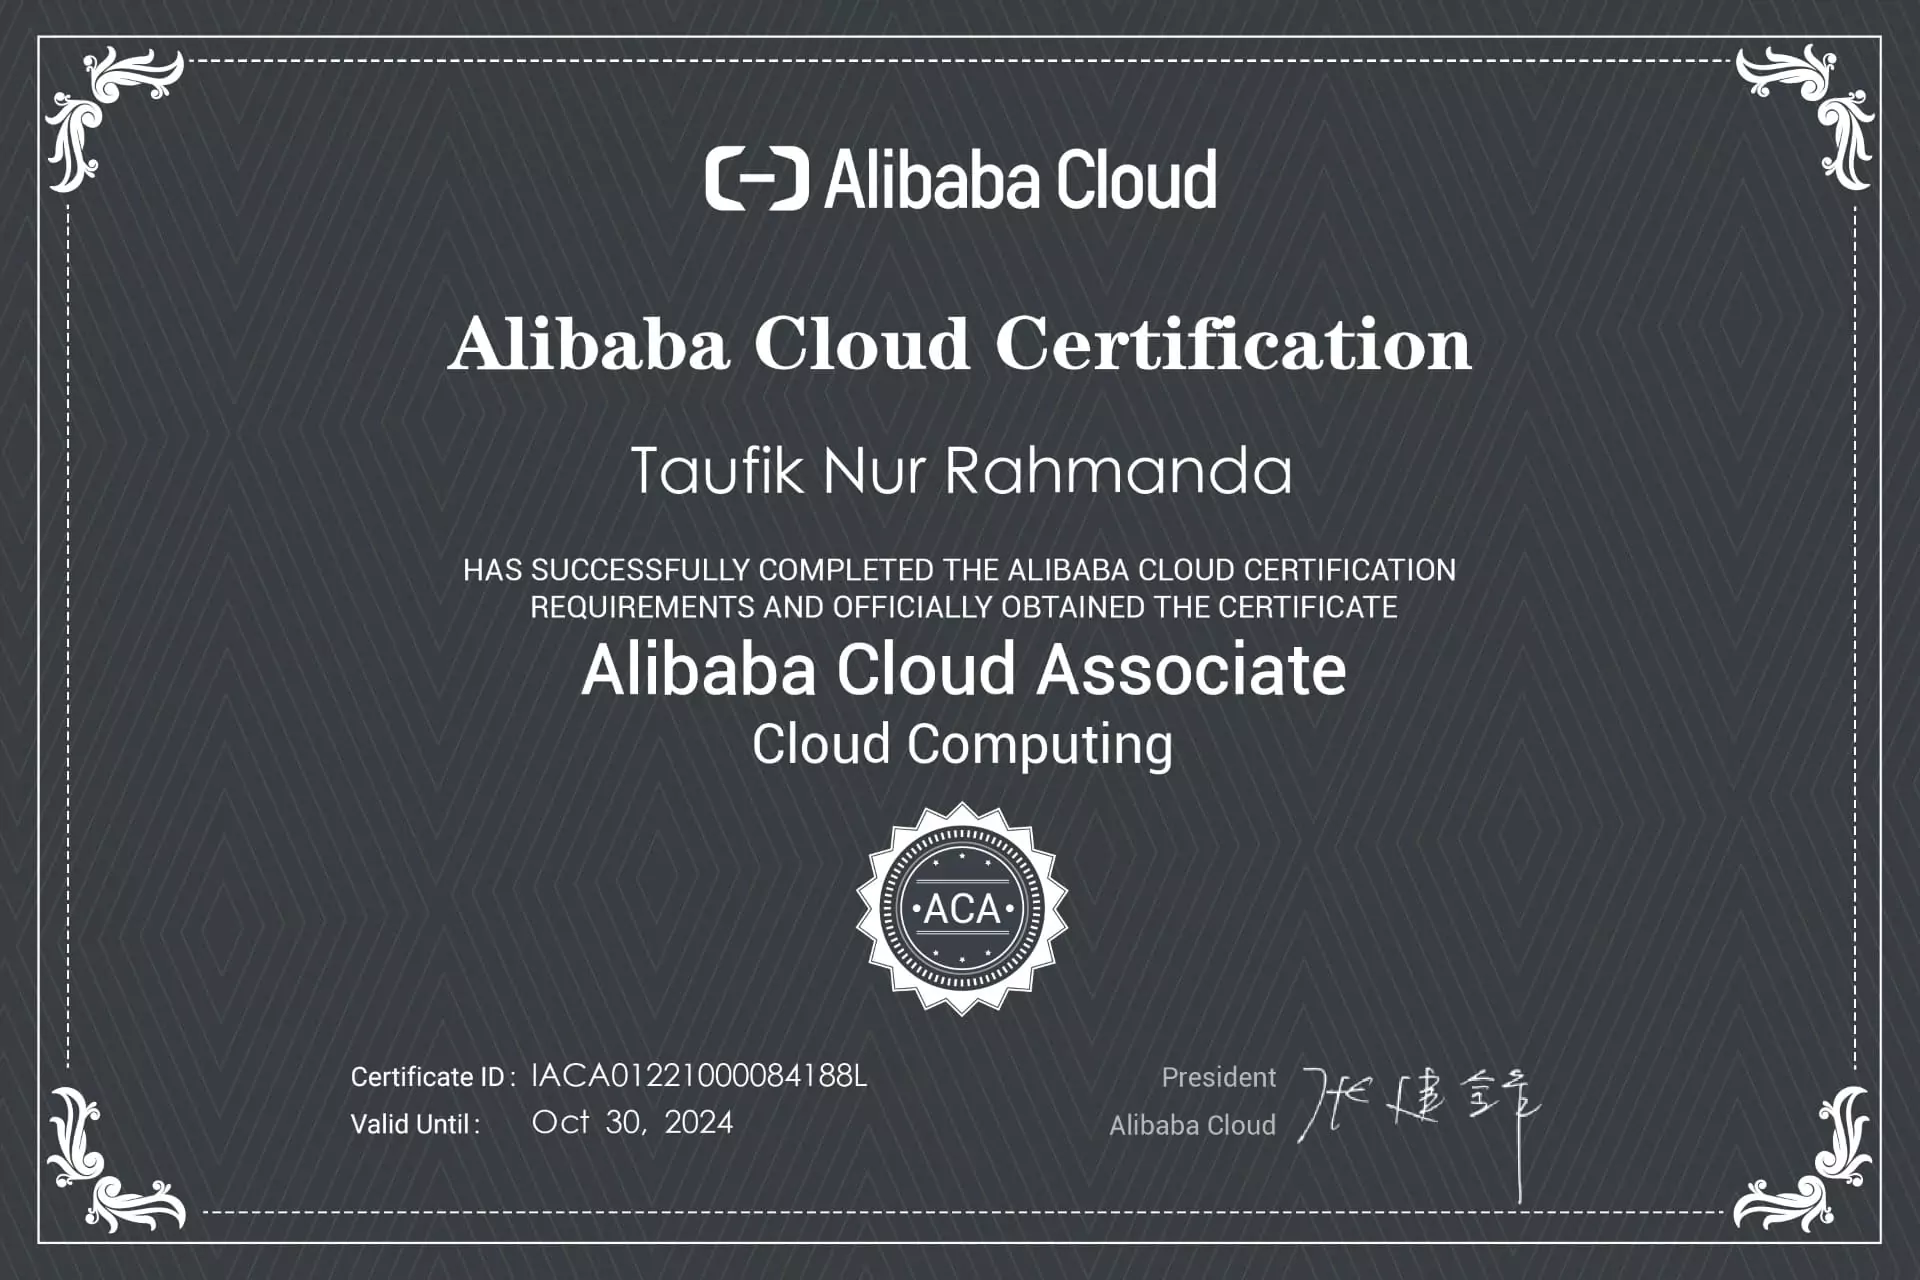 Alibaba Cloud
Alibaba Cloud Certification
Taufik Nur Rahmanda
HAS SUCCESSFULLY COMPLETED THE ALIBABA CLOUD CERTIFICATION
REQUIREMENTS AND OFFICIALLY OBTAINED THE CERTIFICATE
Alibaba Cloud Associate
Cloud Computing
•ACA•
Certificate ID : IACA01221000084188L
Valid Until : Oct 30, 2024
President
Alibaba Cloud
张建锋